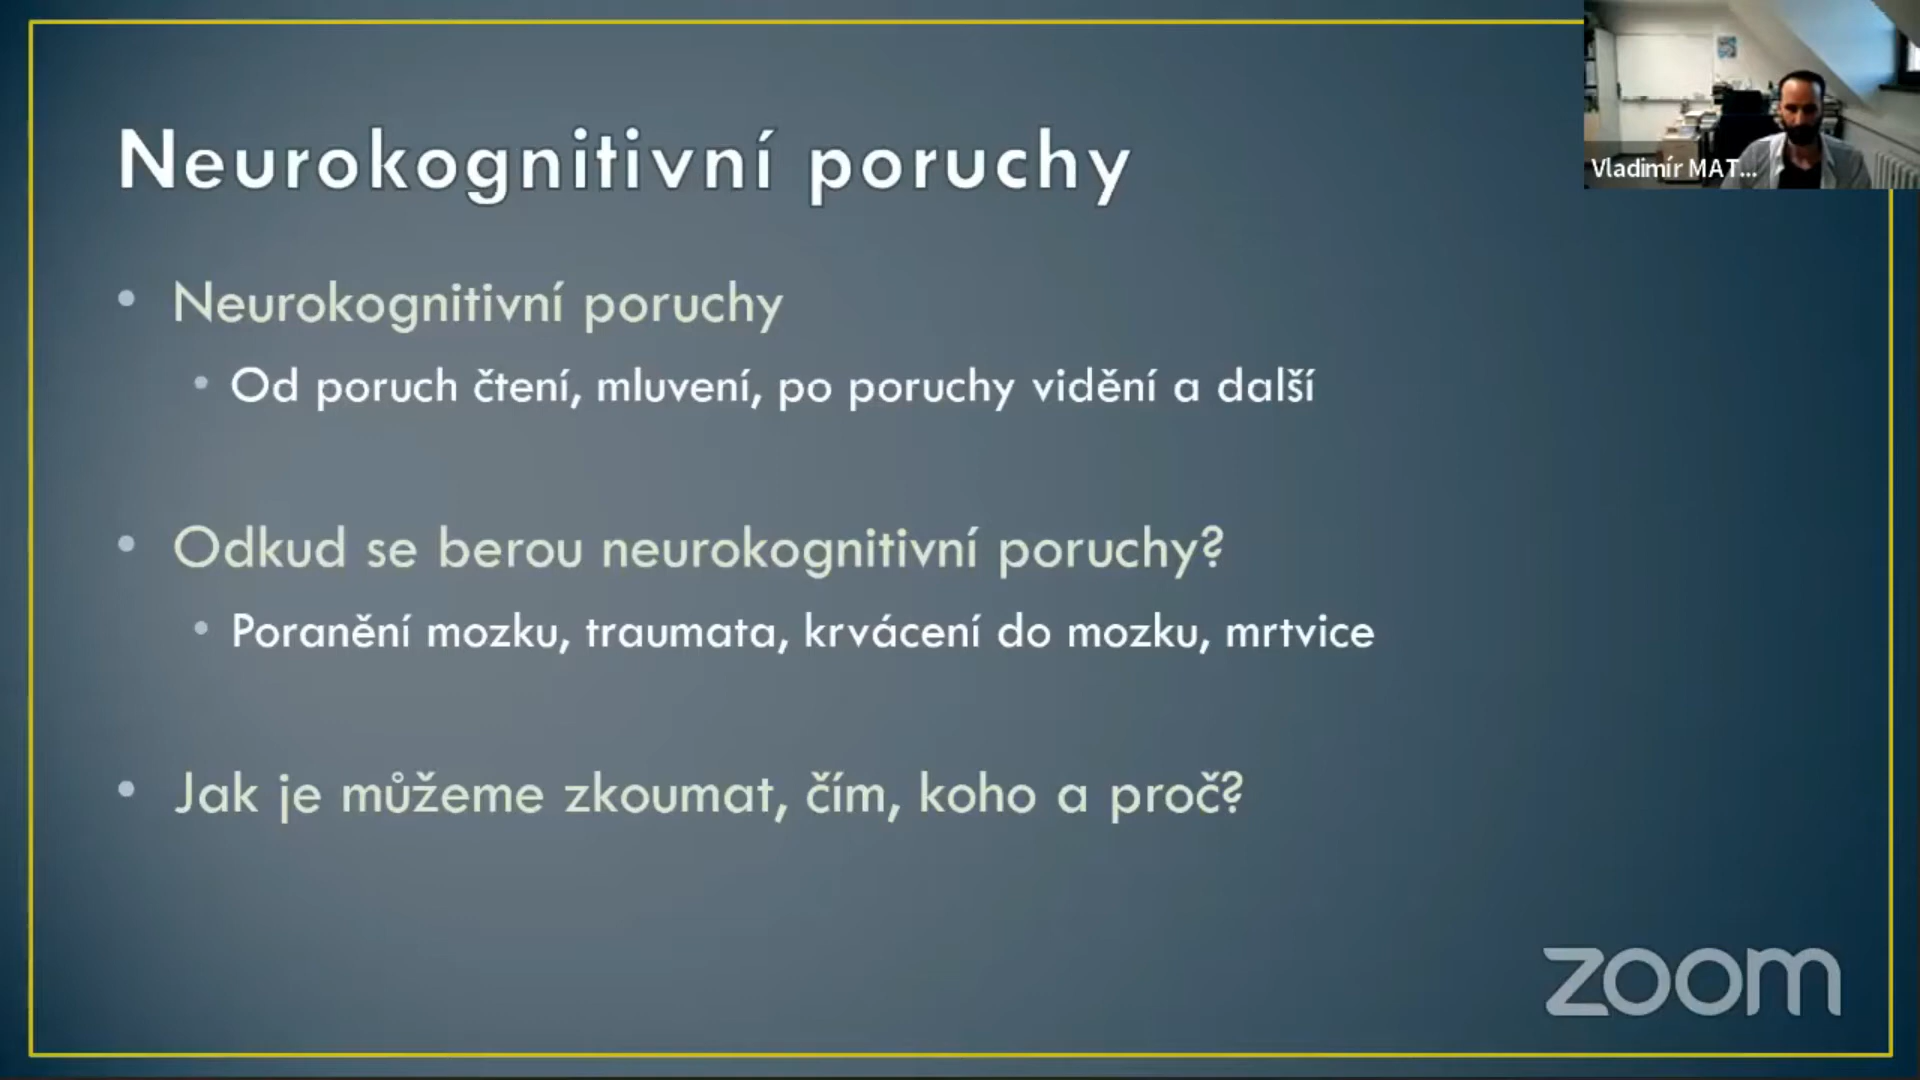 Neurokognitivní poruchy
Vladimír MAT...
• Neurokognitivní poruchy
• Od poruch čtení, mluvení, po poruchy vidění a další
• Odkud se berou neurokognitivní poruchy?
• Poranění mozku, traumata, krvácení do mozku, mrtvice
• Jak je můžeme zkoumat, čím, koho a proč?
zoom